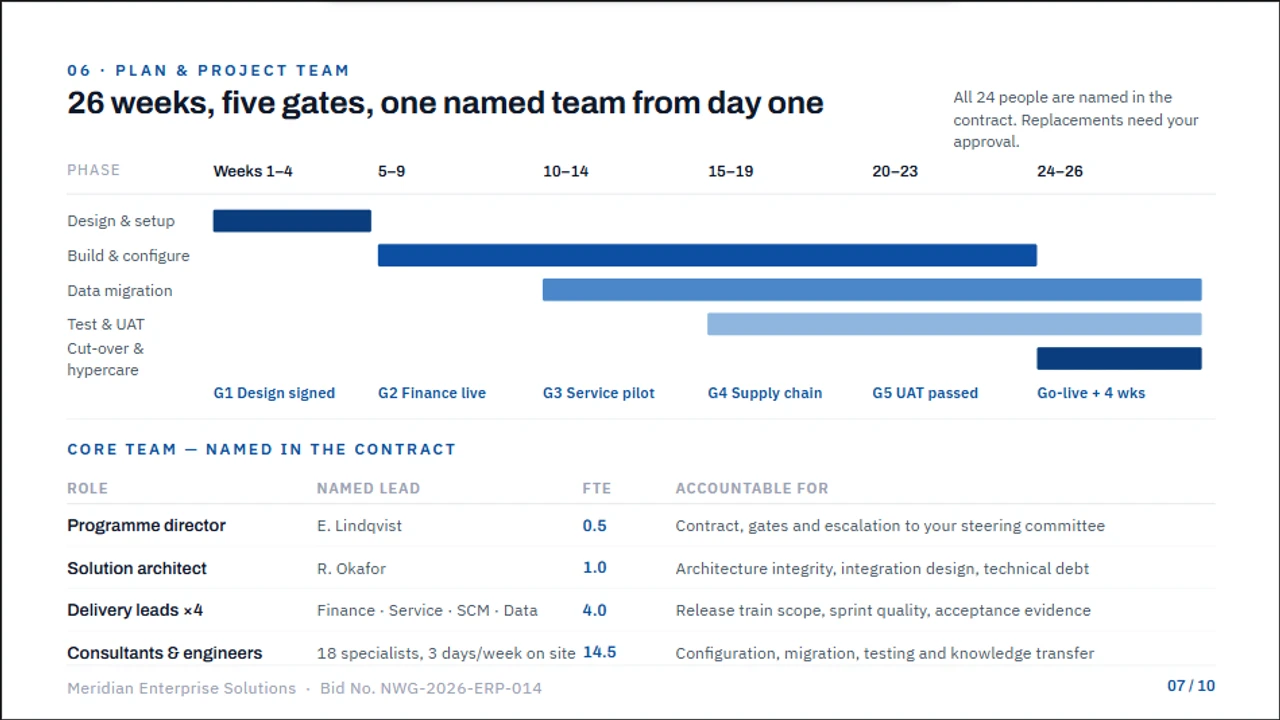 06 · PLAN & PROJECT TEAM
26 weeks, five gates, one named team from day one
All 24 people are named in the
contract. Replacements need your
approval.
PHASE Weeks 1–4 5–9 10–14 15–19 20–23 24–26
Design & setup
Build & configure
Data migration
Test & UAT
Cut-over &
hypercare
G1 Design signed G2 Finance live G3 Service pilot G4 Supply chain G5 UAT passed Go-live + 4 wks
CORE TEAM — NAMED IN THE CONTRACT
ROLE NAMED LEAD FTE ACCOUNTABLE FOR
Programme director E. Lindqvist 0.5 Contract, gates and escalation to your steering committee
Solution architect R. Okafor 1.0 Architecture integrity, integration design, technical debt
Delivery leads ×4 Finance · Service · SCM · Data 4.0 Release train scope, sprint quality, acceptance evidence
Consultants & engineers 18 specialists, 3 days/week on site 14.5 Configuration, migration, testing and knowledge transfer
Meridian Enterprise Solutions · Bid No. NWG-2026-ERP-014 07 / 10